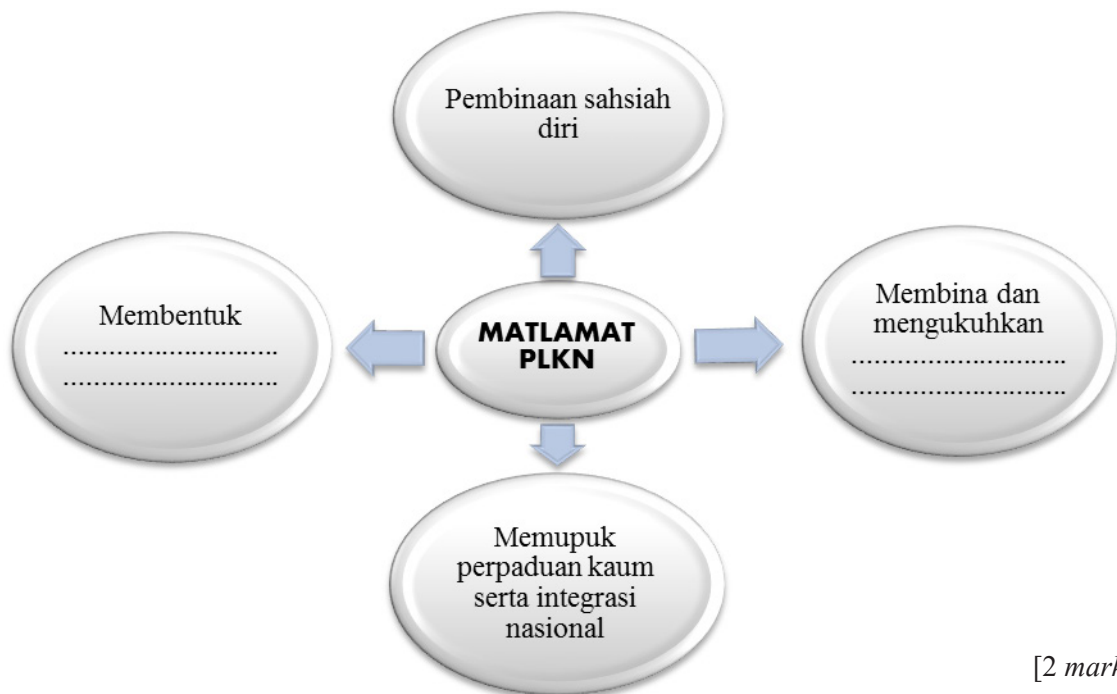 Pembinaan sahsiah
diri
Membentuk
................................
................................
MATLAMAT
PLKN
Membina dan
mengukuhkan
................................
................................
Memupuk
perpaduan kaum
serta integrasi
nasional
[2 mark